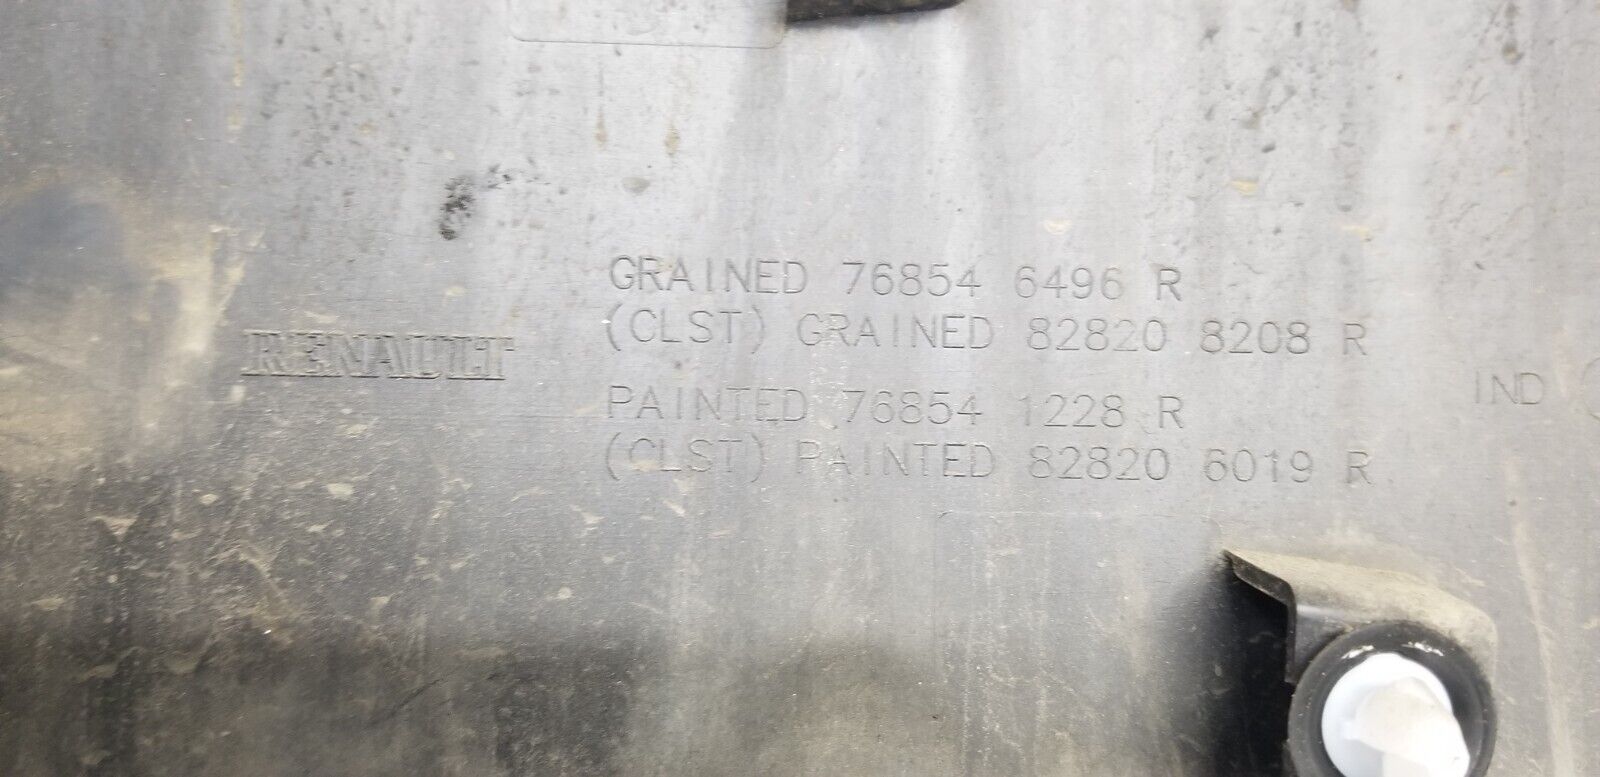 GRAINED 76854 6496 R
(CLST) GRAINED 82820 8208 R
RENAULT
PAINTED 76854 1228 R
IND
(CLST) PAINTED 82820 6019 R